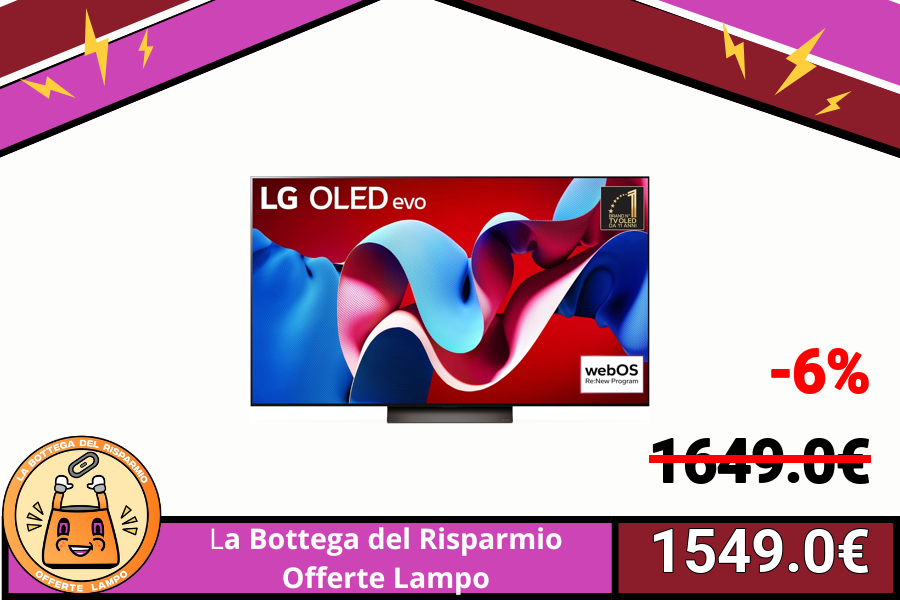 LG OLED evo
1
BRAND N°
TV OLED
DA 11 ANNI
webOS
Re:New Program
-6%
1649.0€
LA BOTTEGA DEL RISPARMIO
OFFERTE LAMPO
La Bottega del Risparmio
Offerte Lampo
1549.0€